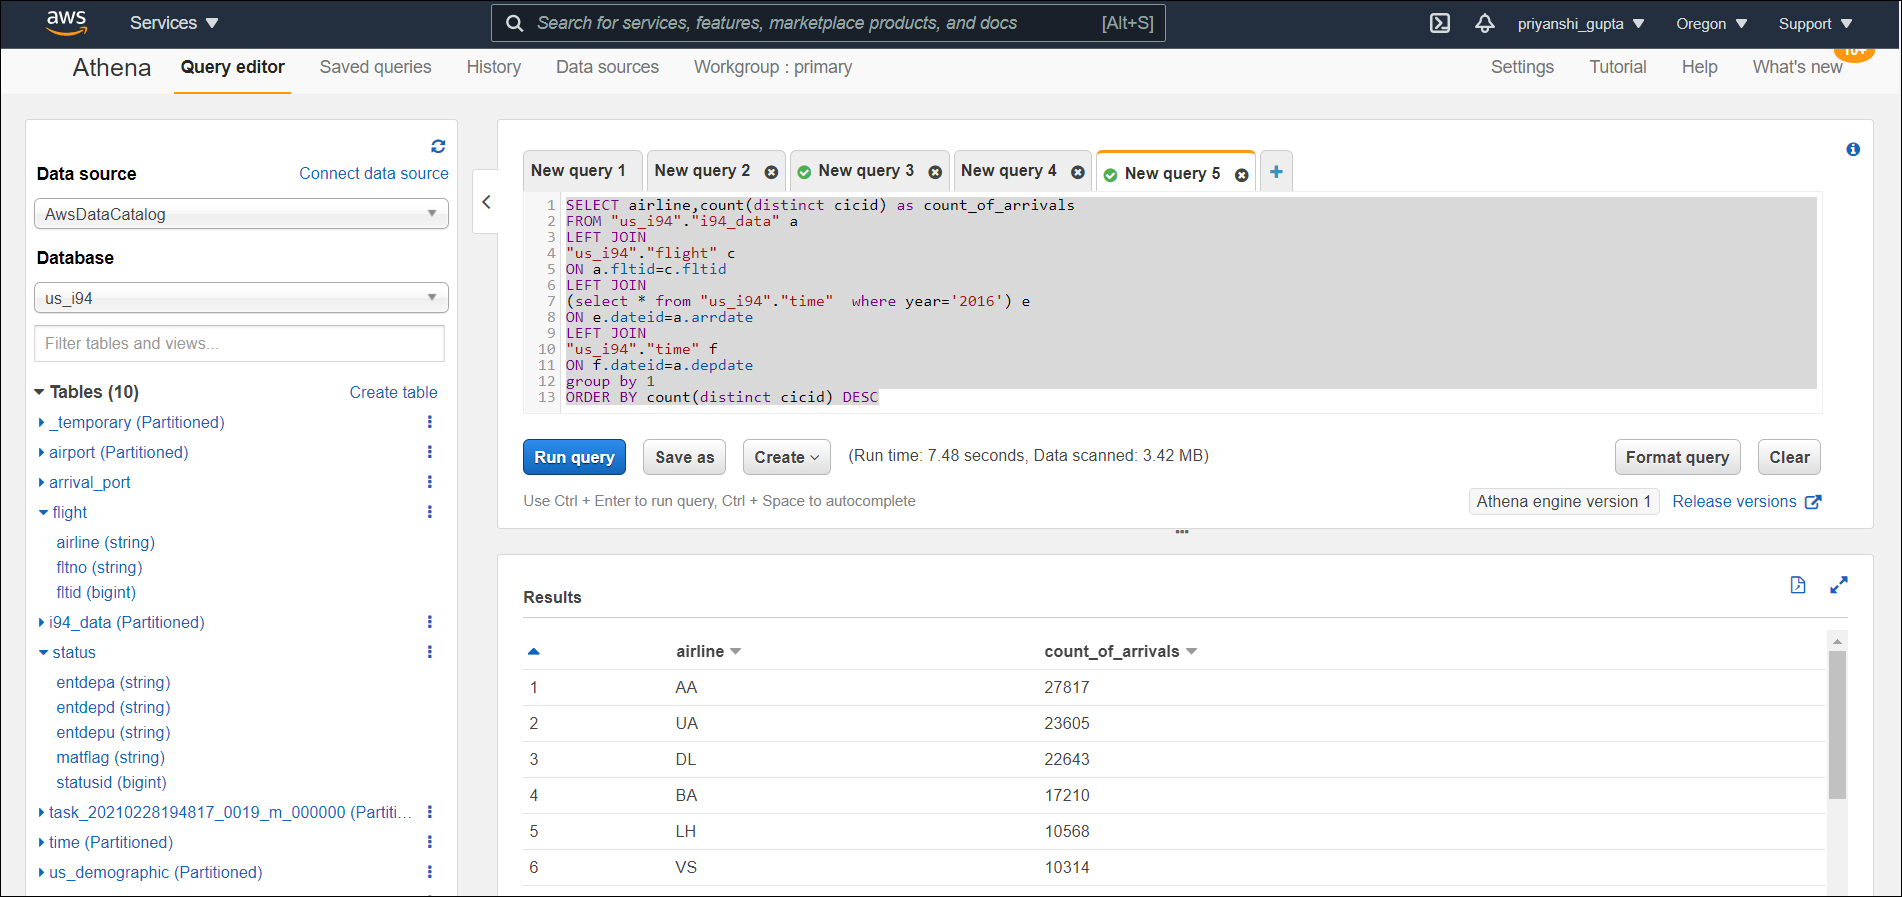 aws Services Search for services, features, marketplace products, and docs [Alt+S] priyanshi_gupta Oregon Support
Athena Query editor Saved queries History Data sources Workgroup : primary Settings Tutorial Help What's new 10+
Data source Connect data source
AwsDataCatalog
Database
us_i94
Filter tables and views...
Tables (10) Create table
_temporary (Partitioned)
airport (Partitioned)
arrival_port
flight
airline (string)
fltno (string)
fltid (bigint)
i94_data (Partitioned)
status
entdepa (string)
entdepd (string)
entdepu (string)
matflag (string)
statusid (bigint)
task_20210228194817_0019_m_000000 (Partiti...
time (Partitioned)
us_demographic (Partitioned)
New query 1 New query 2 New query 3 New query 4 New query 5 +
1 SELECT airline,count(distinct cicid) as count_of_arrivals
2 FROM "us_i94"."i94_data" a
3 LEFT JOIN
4 "us_i94"."flight" c
5 ON a.fltid=c.fltid
6 LEFT JOIN
7 (select * from "us_i94"."time"  where year='2016') e
8 ON e.dateid=a.arrdate
9 LEFT JOIN
10 "us_i94"."time" f
11 ON f.dateid=a.depdate
12 group by 1
13 ORDER BY count(distinct cicid) DESC
Run query Save as Create (Run time: 7.48 seconds, Data scanned: 3.42 MB) Format query Clear
Use Ctrl + Enter to run query, Ctrl + Space to autocomplete Athena engine version 1 Release versions
Results
airline count_of_arrivals
1 AA 27817
2 UA 23605
3 DL 22643
4 BA 17210
5 LH 10568
6 VS 10314